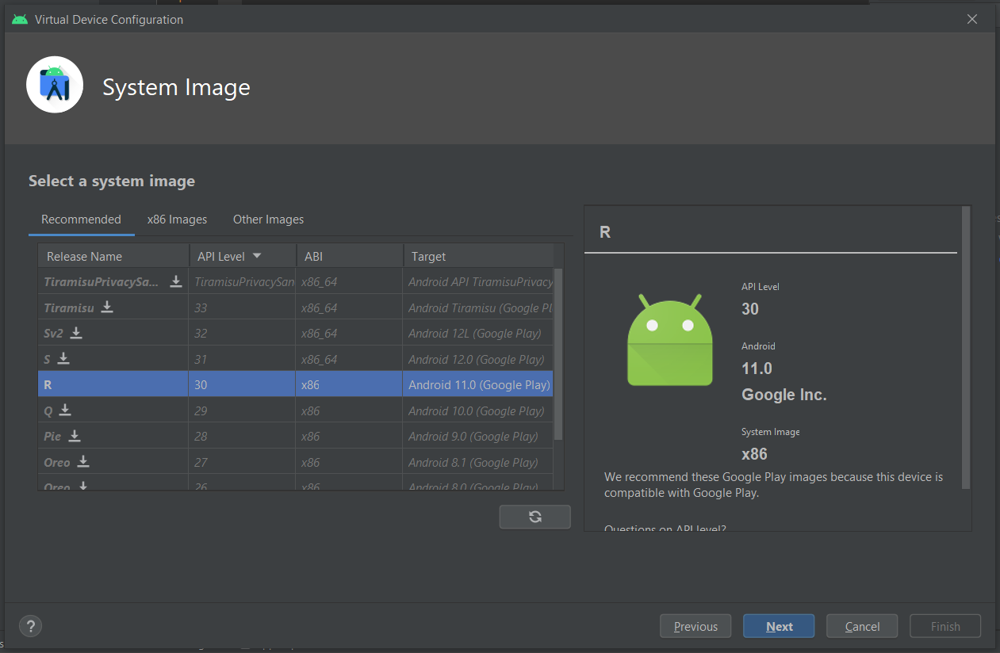 Virtual Device Configuration
System Image
Select a system image
Recommended x86 Images Other Images
Release Name API Level ABI Target
TiramisuPrivacySa... TiramisuPrivacySan x86_64 Android API TiramisuPrivacy
Tiramisu 33 x86_64 Android Tiramisu (Google Pl
Sv2 32 x86_64 Android 12L (Google Play)
S 31 x86_64 Android 12.0 (Google Play)
R 30 x86 Android 11.0 (Google Play)
Q 29 x86 Android 10.0 (Google Play)
Pie 28 x86 Android 9.0 (Google Play)
Oreo 27 x86 Android 8.1 (Google Play)
Oreo 26 x86 Android 8.0 (Google Play)
R
API Level
30
Android
11.0
Google Inc.
System Image
x86
We recommend these Google Play images because this device is
compatible with Google Play.
Questions on API level?
? Previous Next Cancel Finish